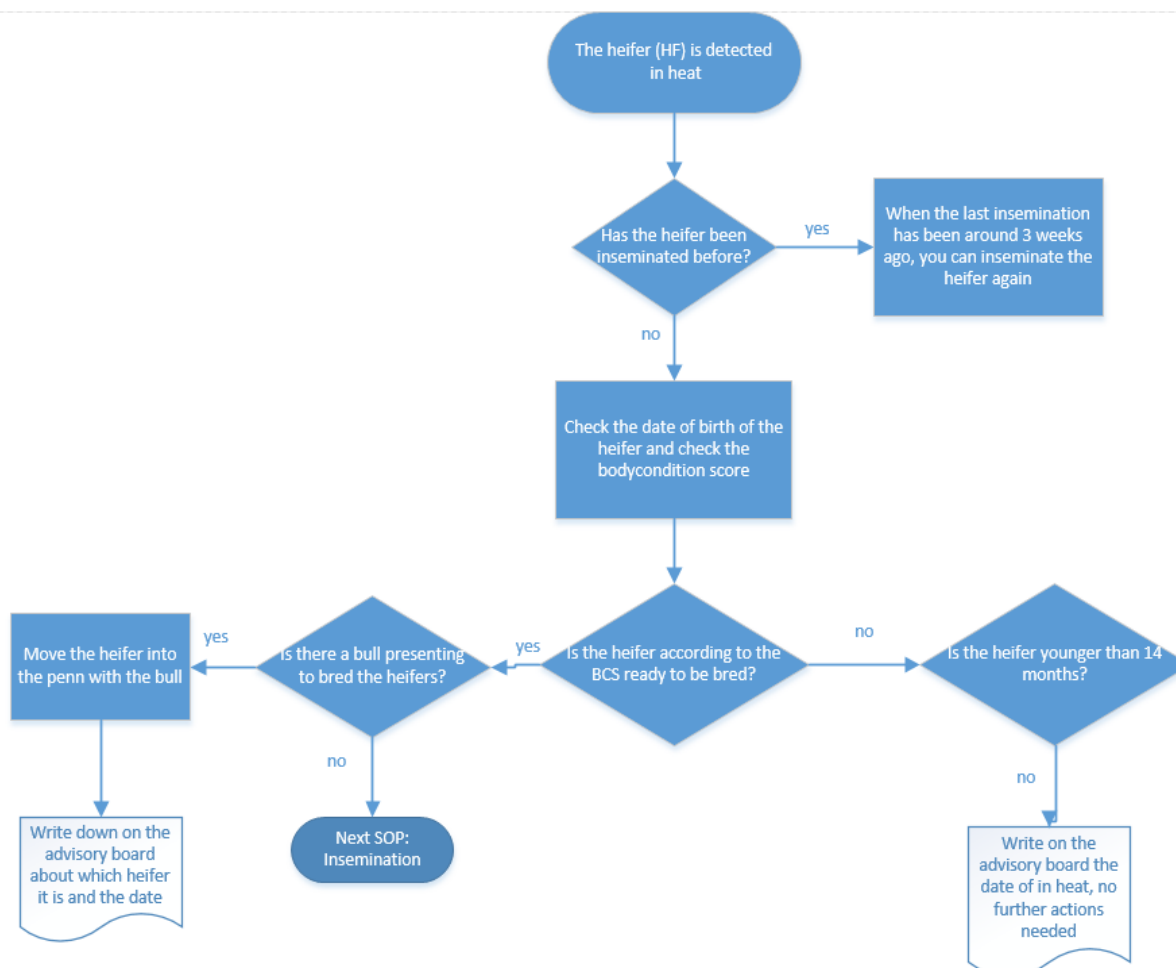 The heifer (HF) is detected
in heat
Has the heifer been
inseminated before?
yes
When the last insemination
has been around 3 weeks
ago, you can inseminate the
heifer again
no
Check the date of birth of the
heifer and check the
bodycondition score
Is the heifer according to the
BCS ready to be bred?
yes
Is there a bull presenting
to bred the heifers?
yes
Move the heifer into
the penn with the bull
no
Is the heifer younger than 14
months?
no
Next SOP:
Insemination
Write down on the
advisory board
about which heifer
it is and the date
no
Write on the
advisory board the
date of in heat, no
further actions
needed